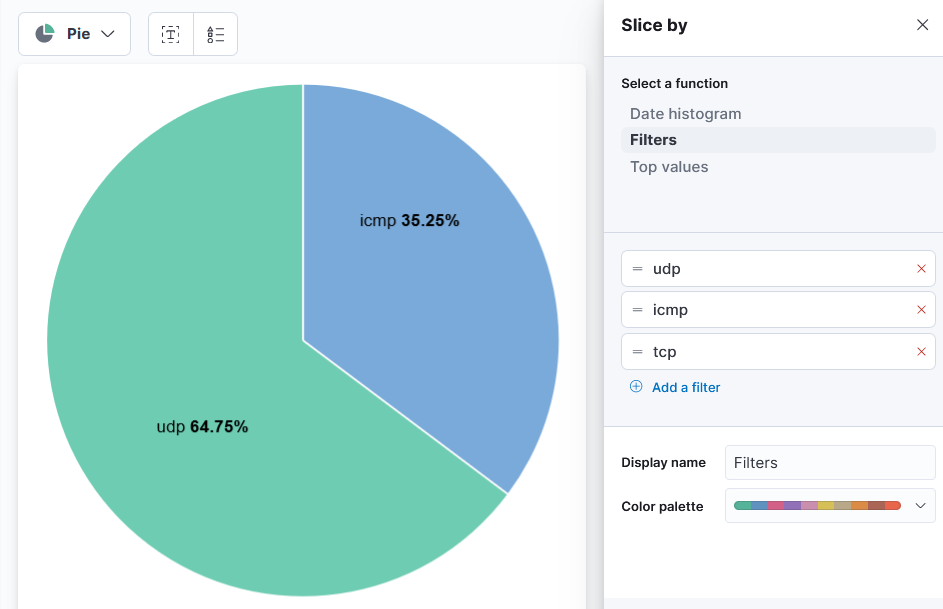 Pie
icmp 35.25%
udp 64.75%
Slice by
Select a function
Date histogram
Filters
Top values
udp
icmp
tcp
Add a filter
Display name Filters
Color palette